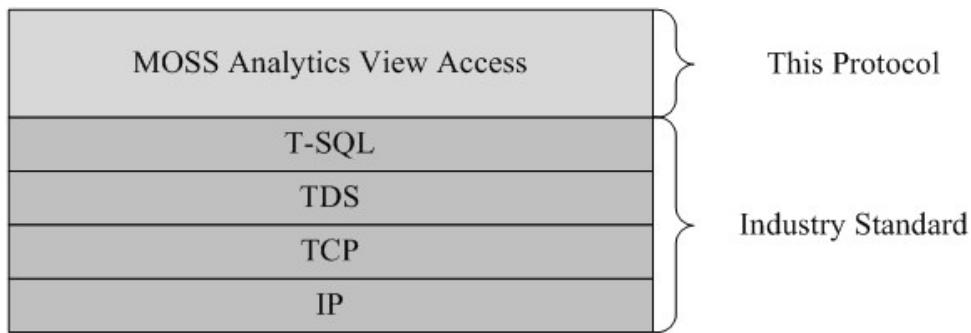 MOSS Analytics View Access
This Protocol
T-SQL
TDS
TCP
IP
Industry Standard